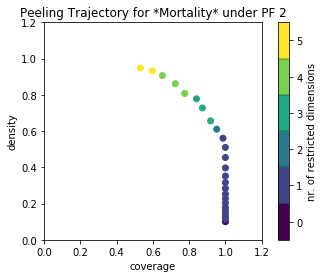 Peeling Trajectory for *Mortality* under PF 2
1.2
1.0
0.8
0.6
0.4
0.2
0.0
density
0.0 0.2 0.4 0.6 0.8 1.0 1.2
coverage
5
4
3
2
1
0
nr. of restricted dimensions